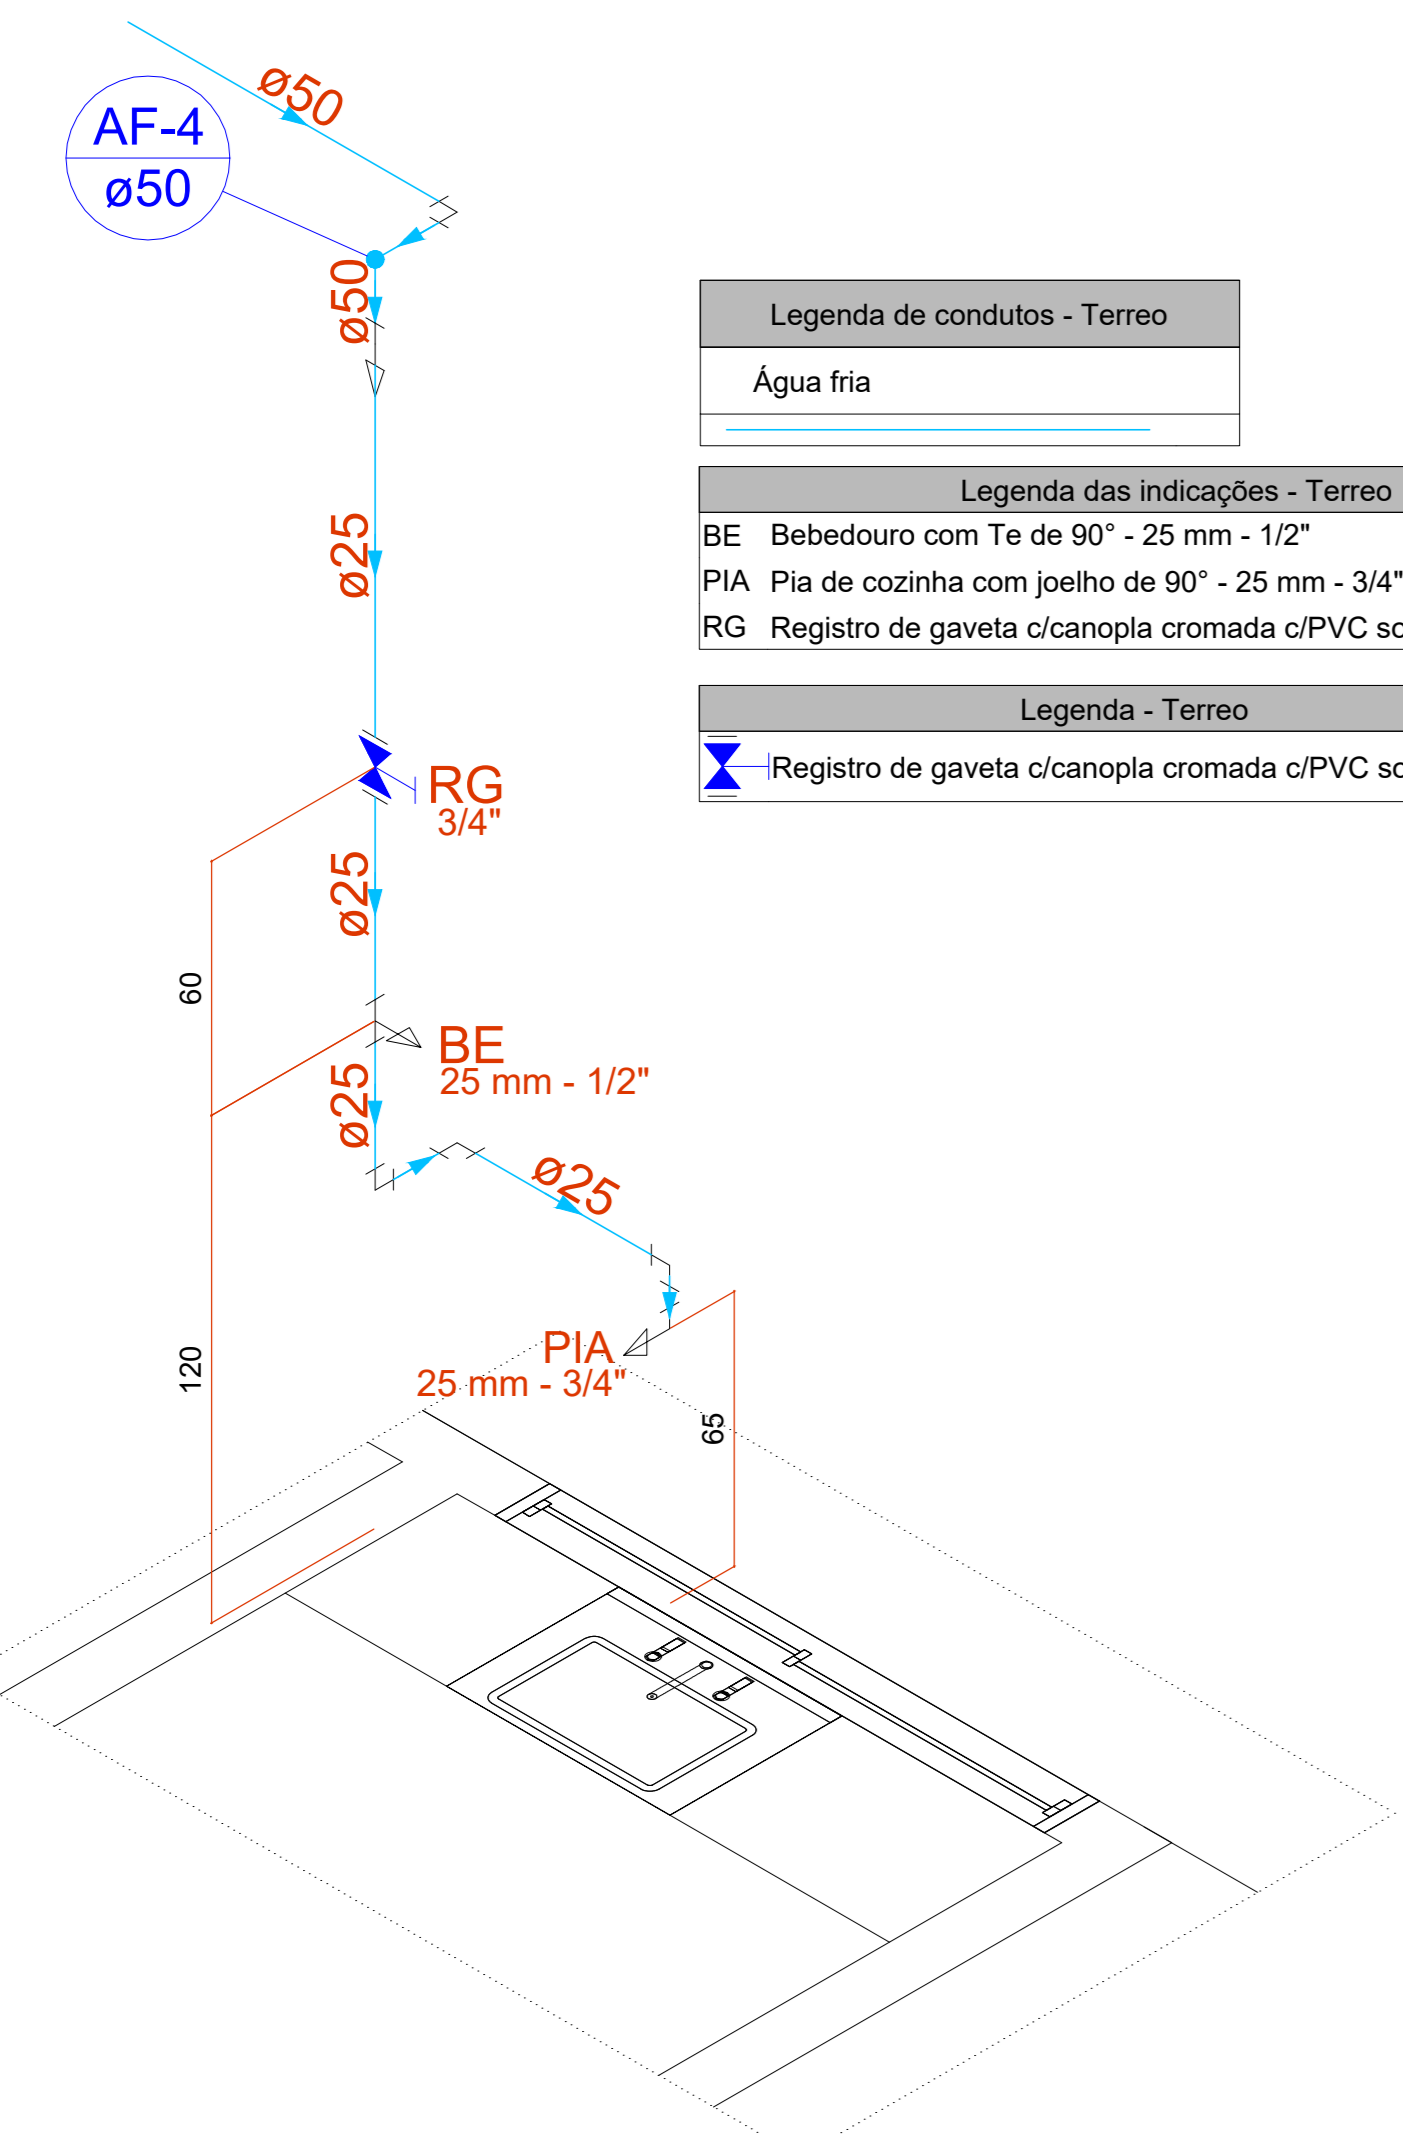 ø50
AF-4
ø50
ø50
Legenda de condutos - Terreo
Água fria
Legenda das indicações - Terreo
BE Bebedouro com Te de 90° - 25 mm - 1/2"
PIA Pia de cozinha com joelho de 90° - 25 mm - 3/4"
RG Registro de gaveta c/canopla cromada c/PVC
ø25
Legenda - Terreo
Registro de gaveta c/canopla cromada c/PVC
RG
3/4"
ø25
60
BE
25 mm - 1/2"
ø25
ø25
PIA
25 mm - 3/4"
120
65